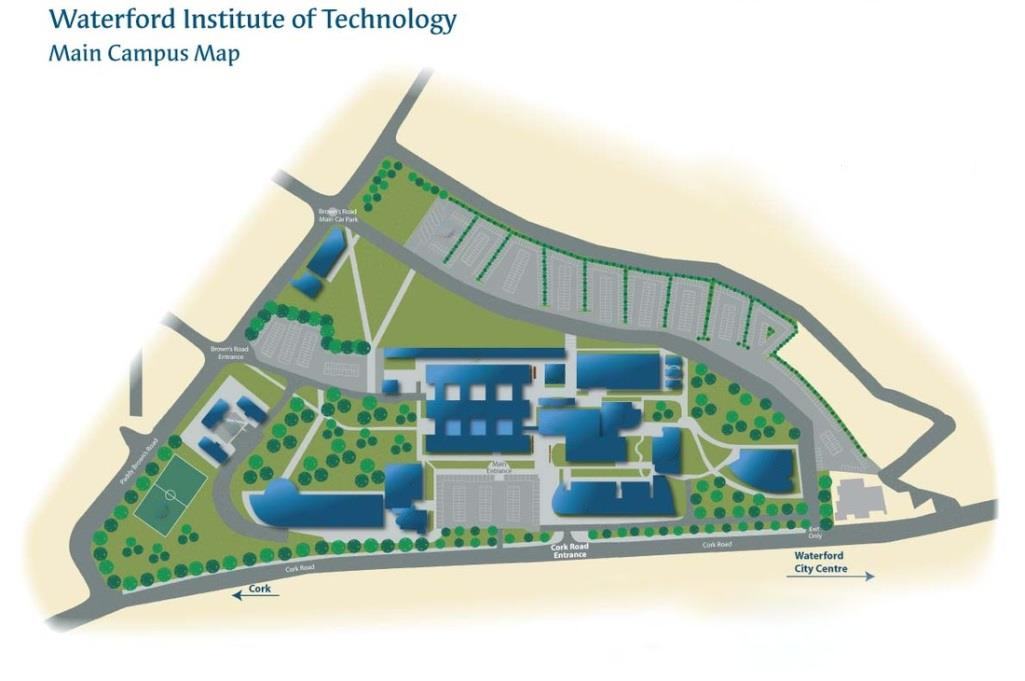 Waterford Institute of Technology
Main Campus Map
Brown's Road
Main Car Park
Brown's Road
Entrance
Paddy Brown's Road
Main
Entrance
Cork Road
Entrance
Cork Road
Exit
Only
Cork Road
Waterford
City Centre
Cork